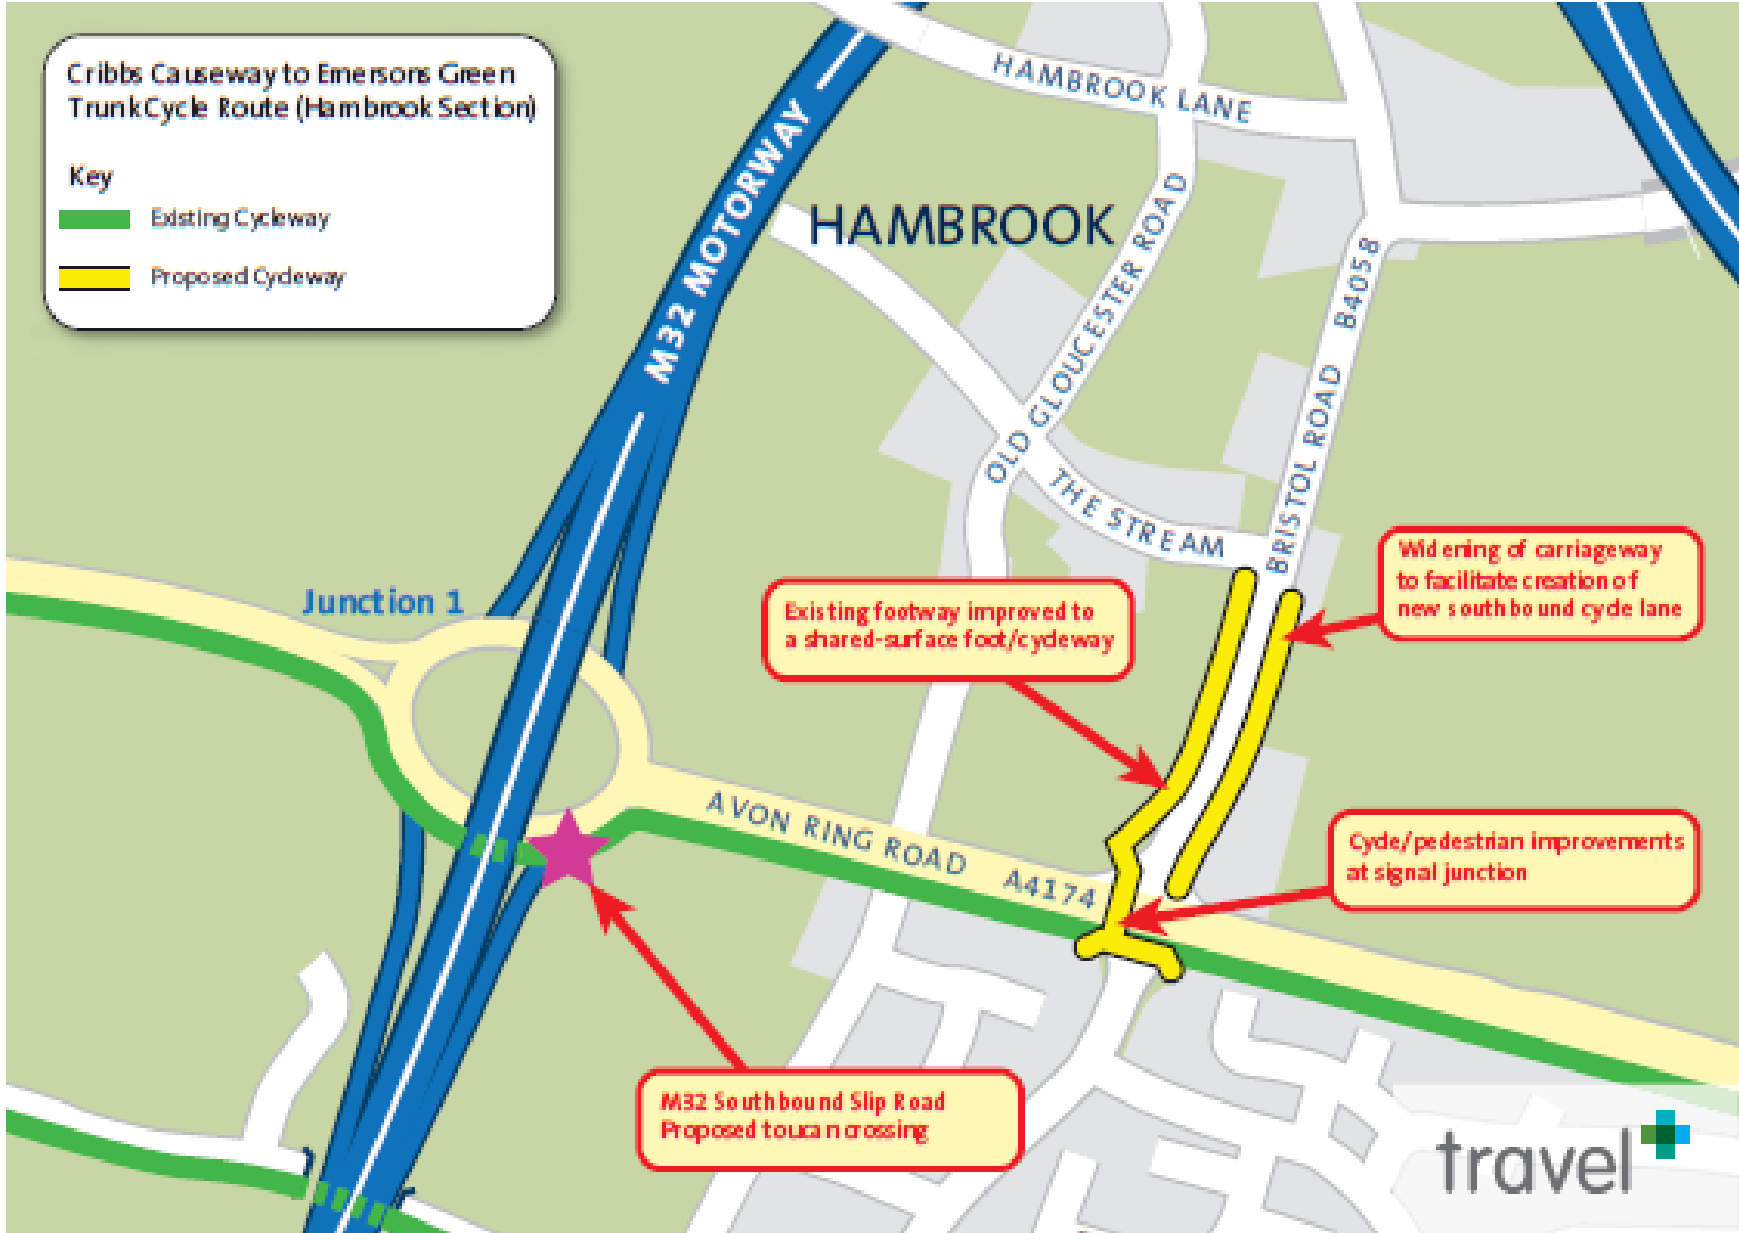 Cribbs Causeway to Emersons Green
Trunk Cycle Route (Hambrook Section)
Key
Existing Cycleway
Proposed Cycleway
HAMBROOK LANE
M32 MOTORWAY
HAMBROOK
OLD GLOUCESTER ROAD
BRISTOL ROAD B4058
THE STREAM
Widening of carriageway
to facilitate creation of
new southbound cycle lane
Existing footway improved to
a shared-surface foot/cycleway
Junction 1
AVON RING ROAD A4174
Cycle/pedestrian improvements
at signal junction
M32 Southbound Slip Road
Proposed toucan crossing
travel